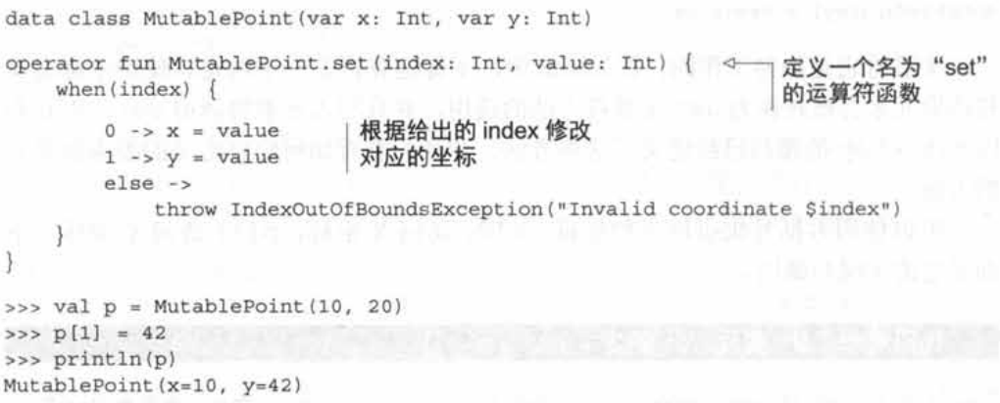 data class MutablePoint(var x: Int, var y: Int)
operator fun MutablePoint.set(index: Int, value: Int) {
定义一个名为 “set”
的运算符函数
when(index) {
0 -> x = value
1 -> y = value
根据给出的 index 修改
对应的坐标
else ->
throw IndexOutOfBoundsException("Invalid coordinate $index")
}
}
>>> val p = MutablePoint(10, 20)
>>> p[1] = 42
>>> println(p)
MutablePoint(x=10, y=42)